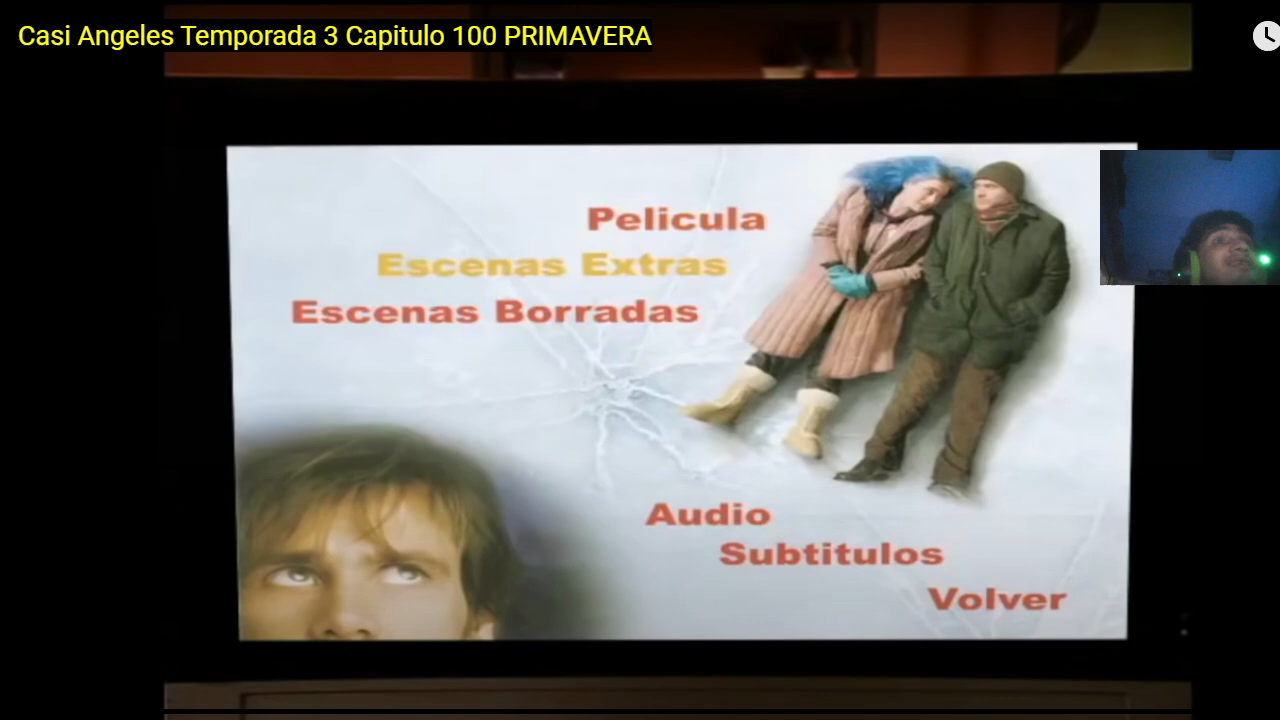 Casi Angeles Temporada 3 Capitulo 100 PRIMAVERA
Pelicula
Escenas Extras
Escenas Borradas
Audio
Subtitulos
Volver